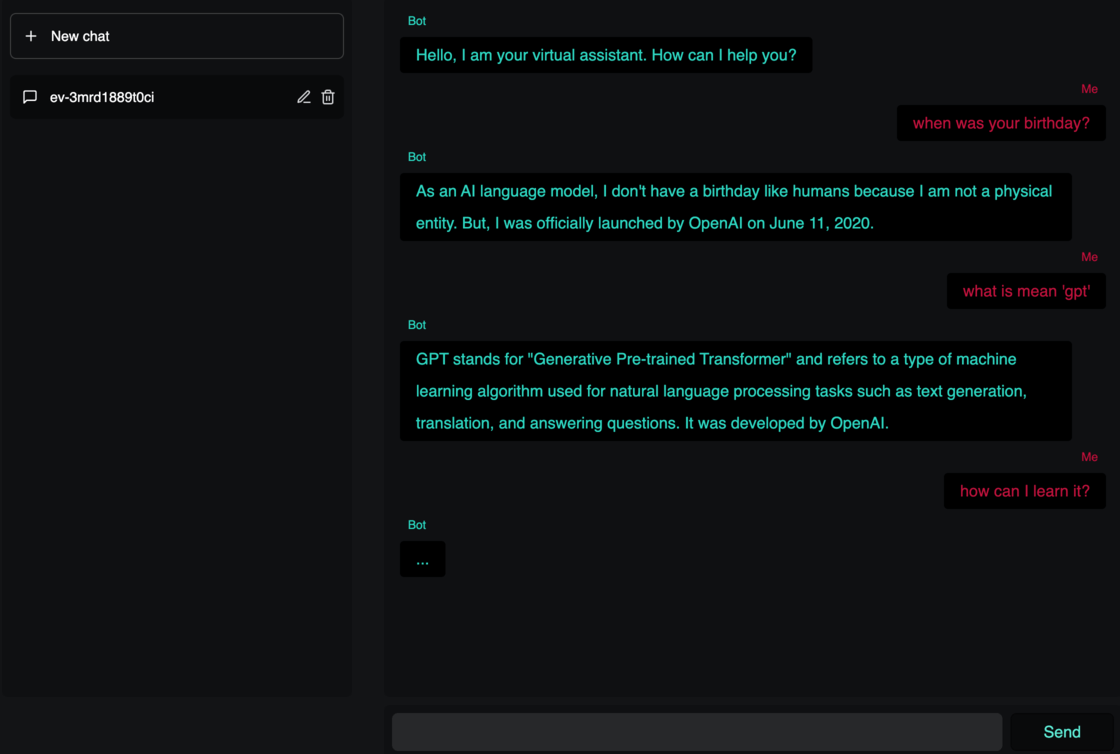 New chat
ev-3mrd1889t0ci
Bot
Hello, I am your virtual assistant. How can I help you?
Me
when was your birthday?
Bot
As an AI language model, I don't have a birthday like humans because I am not a physical
entity. But, I was officially launched by OpenAI on June 11, 2020.
Me
what is mean 'gpt'
Bot
GPT stands for "Generative Pre-trained Transformer" and refers to a type of machine
learning algorithm used for natural language processing tasks such as text generation,
translation, and answering questions. It was developed by OpenAI.
Me
how can I learn it?
Bot
...
Send